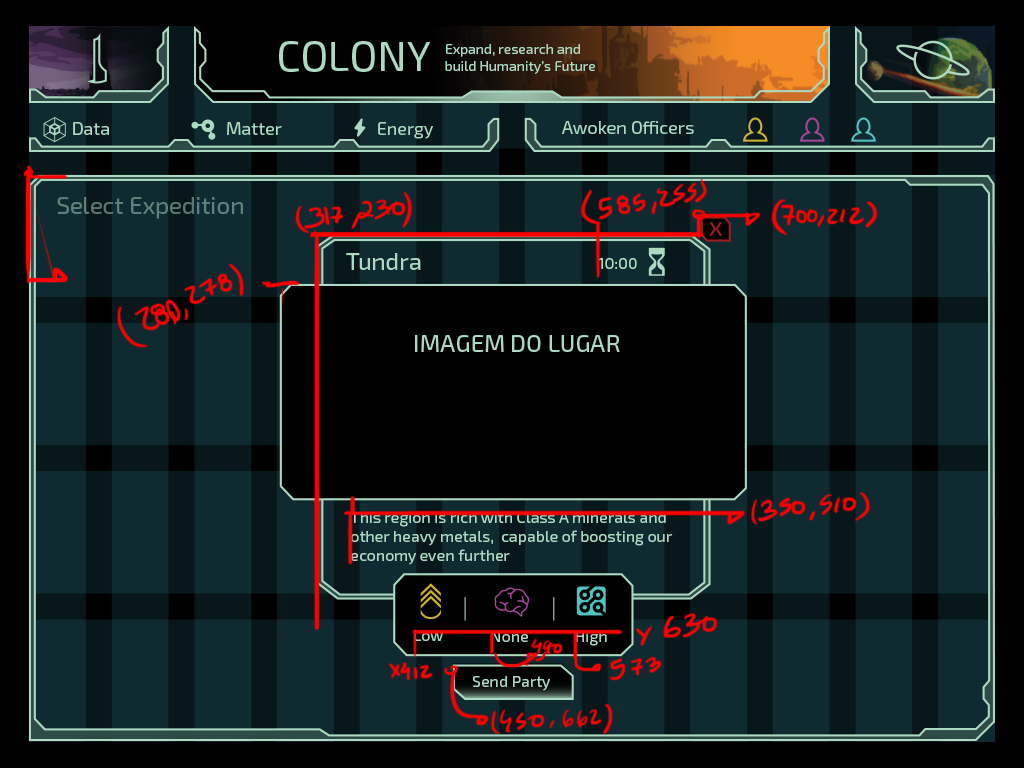 COLONY
Expand, research and
build Humanity's Future
Data
Matter
Energy
Awoken Officers
Select Expedition
(317,230)
(585,255)
(700,212)
X
Tundra
10:00
(280,278)
IMAGEM DO LUGAR
(350,510)
This region is rich with Class A minerals and
other heavy metals, capable of boosting our
economy even further
Low
None
High
Y 630
X412
490
573
Send Party
(450,662)